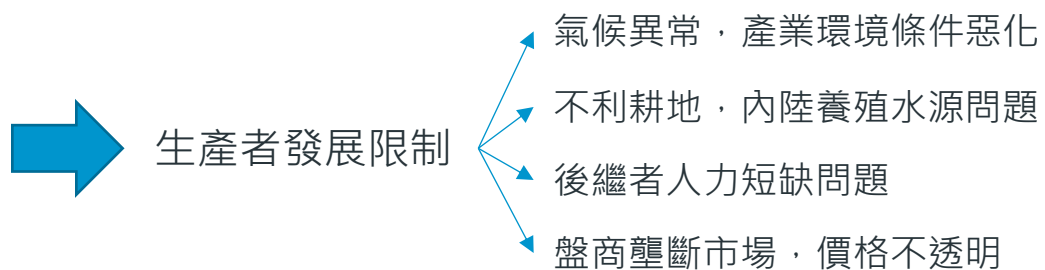 氣候異常，產業環境條件惡化
不利耕地，內陸養殖水源問題
生產者發展限制
後繼者人力短缺問題
盤商壟斷市場，價格不透明